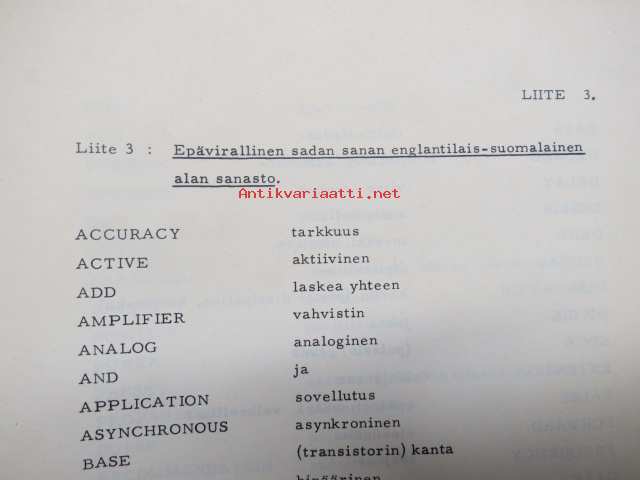 LIITE 3.
Liite 3 : Epävirallinen sadan sanan englantilais-suomalainen
alan sanasto.
Antikvariaatti.net
ACCURACY tarkkuus
ACTIVE aktiivinen
ADD laskea yhteen
AMPLIFIER vahvistin
ANALOG analoginen
AND ja
APPLICATION sovellutus
ASYNCHRONOUS asynkroninen
BASE (transistorin) kanta